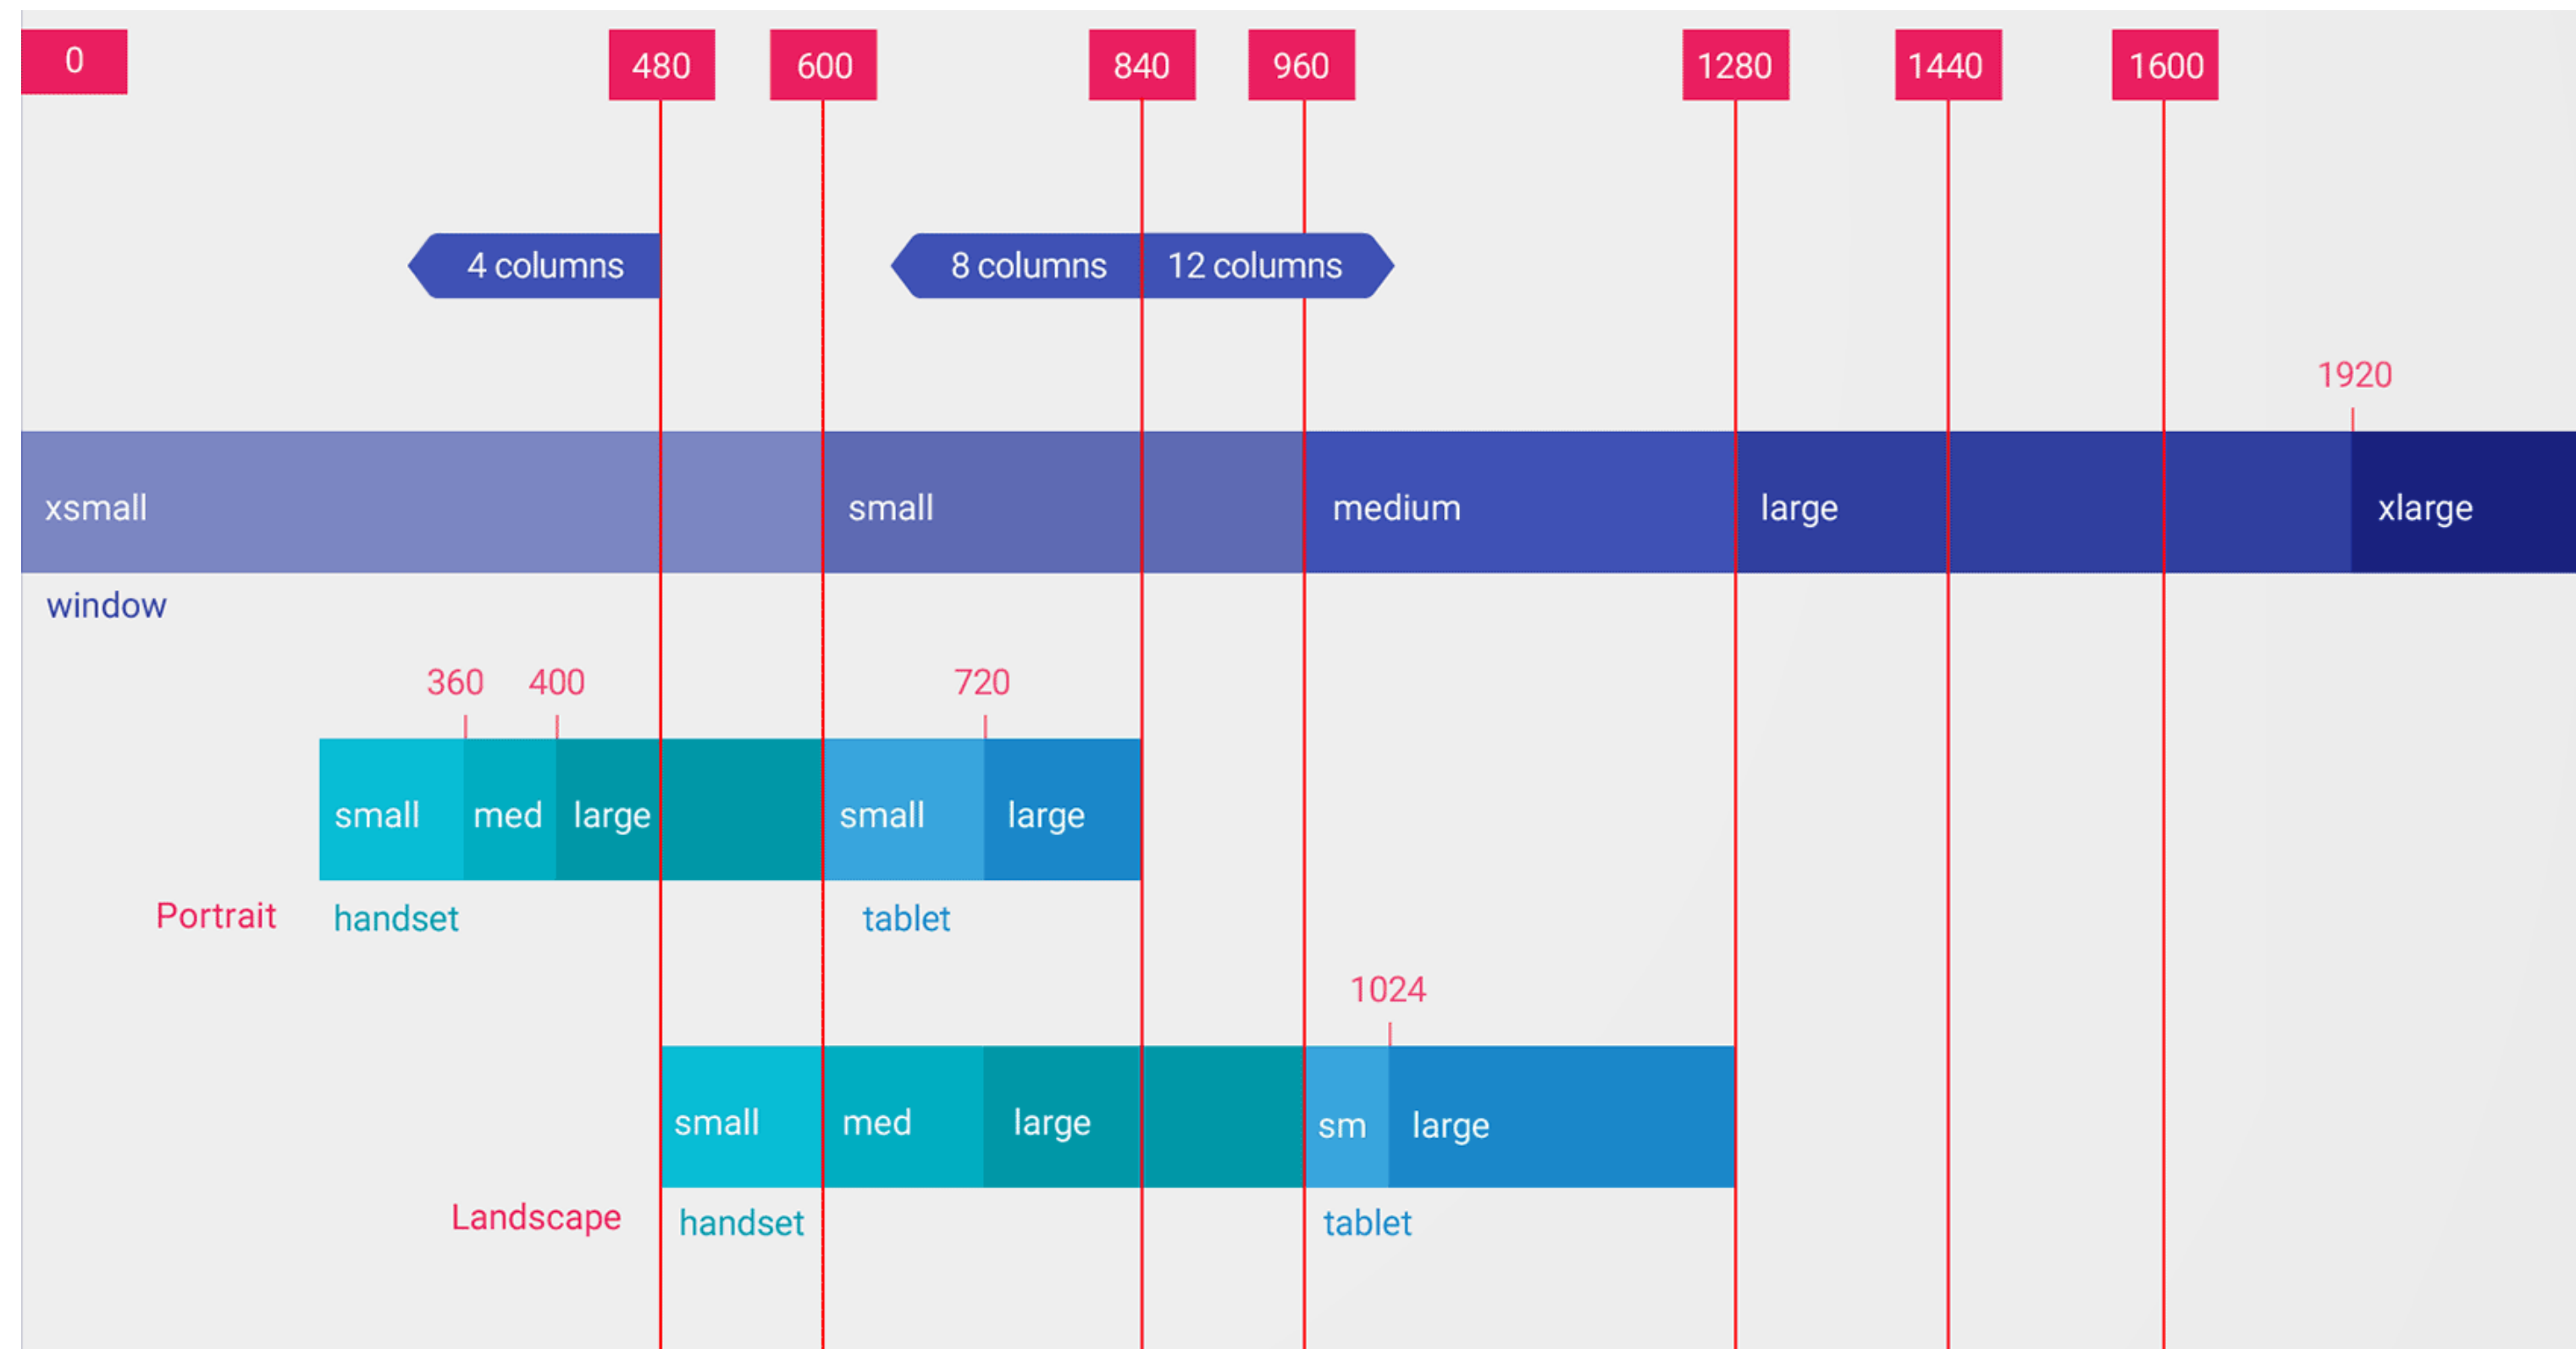 0 480 600 840 960 1280 1440 1600
4 columns 8 columns 12 columns
1920
xsmall small medium large xlarge
window
360 400 720
small med large small large
Portrait handset tablet
1024
small med large sm large
Landscape handset tablet